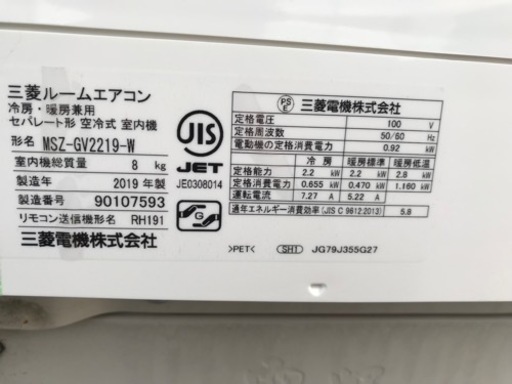 三菱ルームエアコン
冷房・暖房兼用
セパレート形 空冷式 室内機
形名 MSZ-GV2219-W
室内機総質量 8 kg
製造年 2019 年製
製造番号 90107593
リモコン送信機形名 RH191
三菱電機株式会社
JIS
JET
JE0308014
PS E 三菱電機株式会社
定格電圧 100 V
定格周波数 50/60 Hz
電動機の定格消費電力 0.92 kW
冷 房 暖房標準 暖房低温
定格能力 2.2 kW 2.2 kW 2.8 kW
定格消費電力 0.655 kW 0.470 kW 1.160 kW
運転電流 7.27 A 5.22 A
通年エネルギー消費効率(JIS C 9612:2013) 5.8
>PET< SH1 JG79J355G27